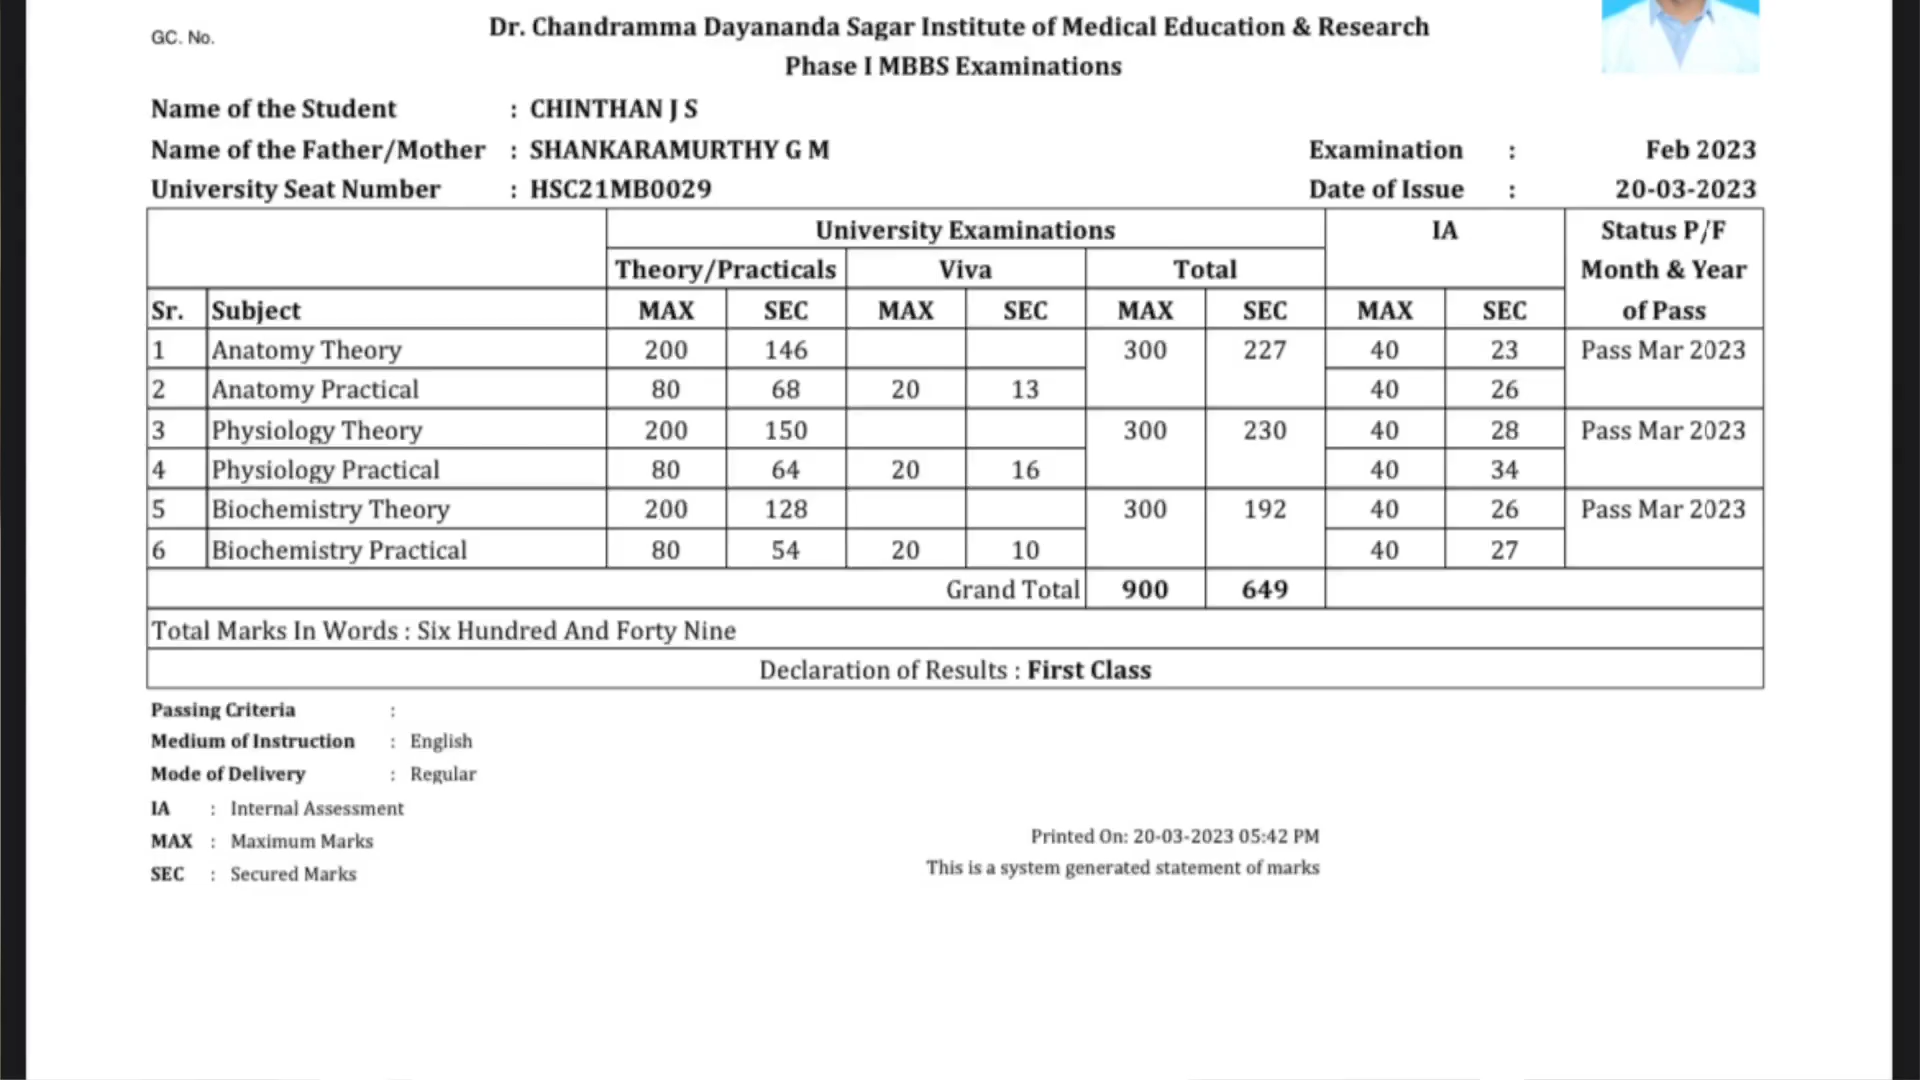 GC. No.
Dr. Chandramma Dayananda Sagar Institute of Medical Education & Research
Phase I MBBS Examinations
Name of the Student : CHINTHAN J S
Name of the Father/Mother : SHANKARAMURTHY G M Examination : Feb 2023
University Seat Number : HSC21MB0029 Date of Issue : 20-03-2023
University Examinations IA Status P/F
Theory/Practicals Viva Total Month & Year
Sr. Subject MAX SEC MAX SEC MAX SEC MAX SEC of Pass
1 Anatomy Theory 200 146 300 227 40 23 Pass Mar 2023
2 Anatomy Practical 80 68 20 13 40 26
3 Physiology Theory 200 150 300 230 40 28 Pass Mar 2023
4 Physiology Practical 80 64 20 16 40 34
5 Biochemistry Theory 200 128 300 192 40 26 Pass Mar 2023
6 Biochemistry Practical 80 54 20 10 40 27
Grand Total 900 649
Total Marks In Words : Six Hundred And Forty Nine
Declaration of Results : First Class
Passing Criteria :
Medium of Instruction : English
Mode of Delivery : Regular
IA : Internal Assessment
MAX : Maximum Marks
SEC : Secured Marks
Printed On: 20-03-2023 05:42 PM
This is a system generated statement of marks